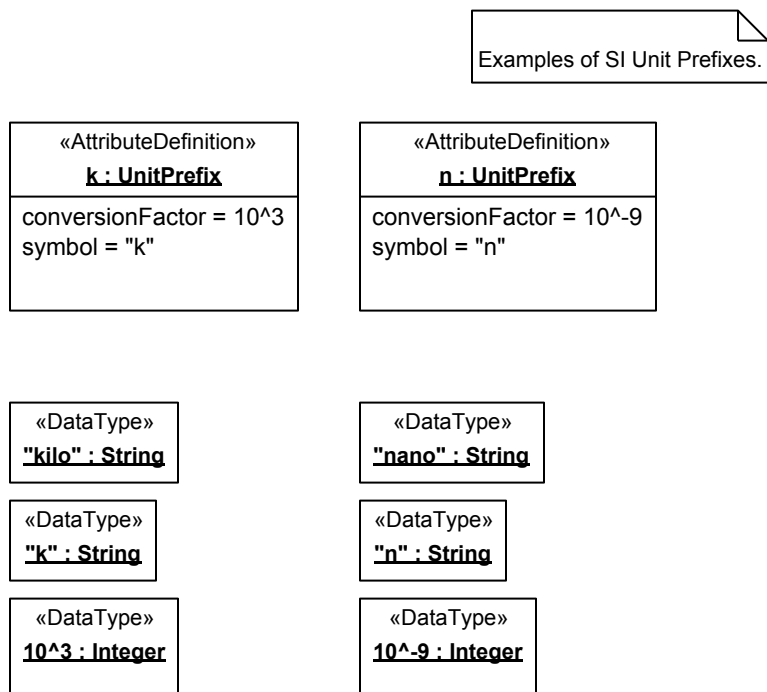 Examples of SI Unit Prefixes.
«AttributeDefinition»
k : UnitPrefix
conversionFactor = 10^3
symbol = "k"
«AttributeDefinition»
n : UnitPrefix
conversionFactor = 10^-9
symbol = "n"
«DataType»
"kilo" : String
«DataType»
"nano" : String
«DataType»
"k" : String
«DataType»
"n" : String
«DataType»
10^3 : Integer
«DataType»
10^-9 : Integer